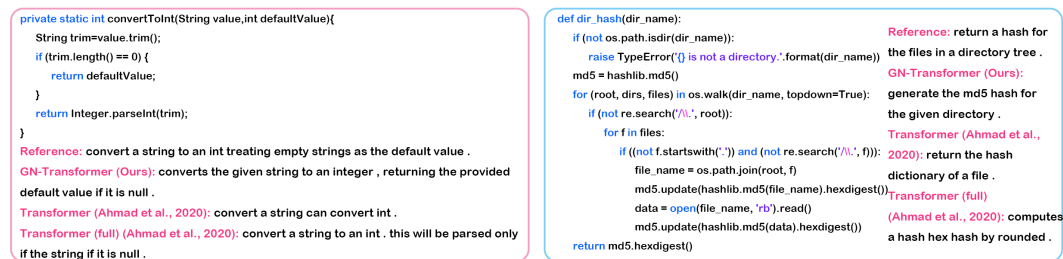 private static int convertToInt(String value,int defaultValue){
String trim=value.trim();
if (trim.length() == 0) {
return defaultValue;
}
return Integer.parseInt(trim);
}
Reference: convert a string to an int treating empty strings as the default value .
GN-Transformer (Ours): converts the given string to an integer , returning the provided
default value if it is null .
Transformer (Ahmad et al., 2020): convert a string can convert int .
Transformer (full) (Ahmad et al., 2020): convert a string to an int . this will be parsed only
if the string if it is null .
def dir_hash(dir_name):
if (not os.path.isdir(dir_name)):
raise TypeError('{} is not a directory.'.format(dir_name))
md5 = hashlib.md5()
for (root, dirs, files) in os.walk(dir_name, topdown=True):
if (not re.search('/\\.', root)):
for f in files:
if ((not f.startswith('.')) and (not re.search('/\\.', f))):
file_name = os.path.join(root, f)
md5.update(hashlib.md5(file_name).hexdigest())
data = open(file_name, 'rb').read()
md5.update(hashlib.md5(data).hexdigest())
return md5.hexdigest()
Reference: return a hash for
the files in a directory tree .
GN-Transformer (Ours):
generate the md5 hash for
the given directory .
Transformer (Ahmad et al.,
2020): return the hash
dictionary of a file .
Transformer (full)
(Ahmad et al., 2020): computes
a hash hex hash by rounded .